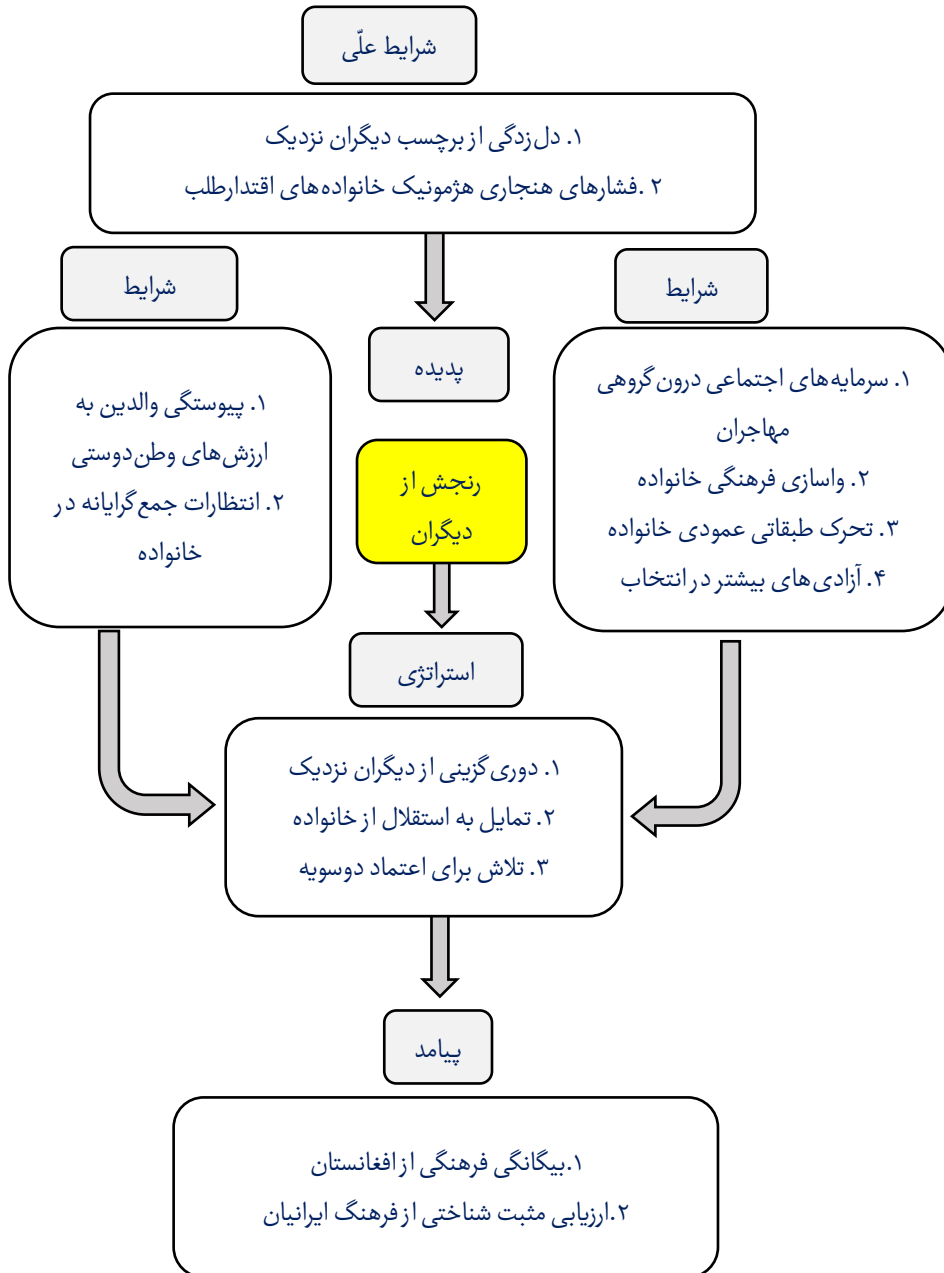 شرایط علّی
۱. دل‌زدگی از برچسب دیگران نزدیک
۲ .فشارهای هنجاری هژمونیک خانواده‌های اقتدارطلب
شرایط
۱. سرمایه‌های اجتماعی درون‌گروهی
مهاجران
۲. واسازی فرهنگی خانواده
۳. تحرک طبقاتی عمودی خانواده
۴. آزادی‌های بیشتر در انتخاب
شرایط
۱. پیوستگی والدین به
ارزش‌های وطن‌دوستی
۲. انتظارات جمع‌گرایانه در
خانواده
پدیده
رنجش از
دیگران
استراتژی
۱. دوری‌گزینی از دیگران نزدیک
۲. تمایل به استقلال از خانواده
۳. تلاش برای اعتماد دوسویه
پیامد
۱.بیگانگی فرهنگی از افغانستان
۲.ارزیابی مثبت شناختی از فرهنگ ایرانیان